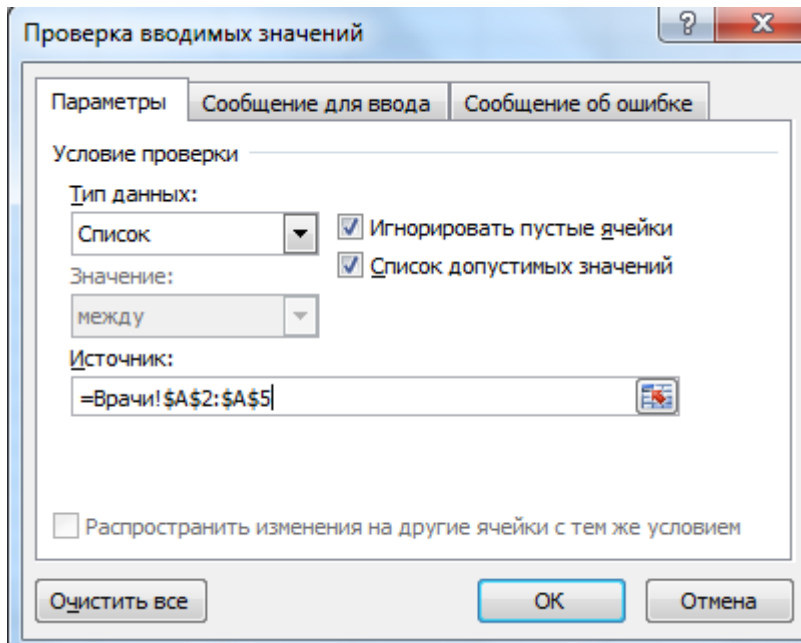 Проверка вводимых значений
Параметры Сообщение для ввода Сообщение об ошибке
Условие проверки
Тип данных:
Список
Игнорировать пустые ячейки
Список допустимых значений
Значение:
между
Источник:
=Врачи!$A$2:$A$5
Распространить изменения на другие ячейки с тем же условием
Очистить все OK Отмена